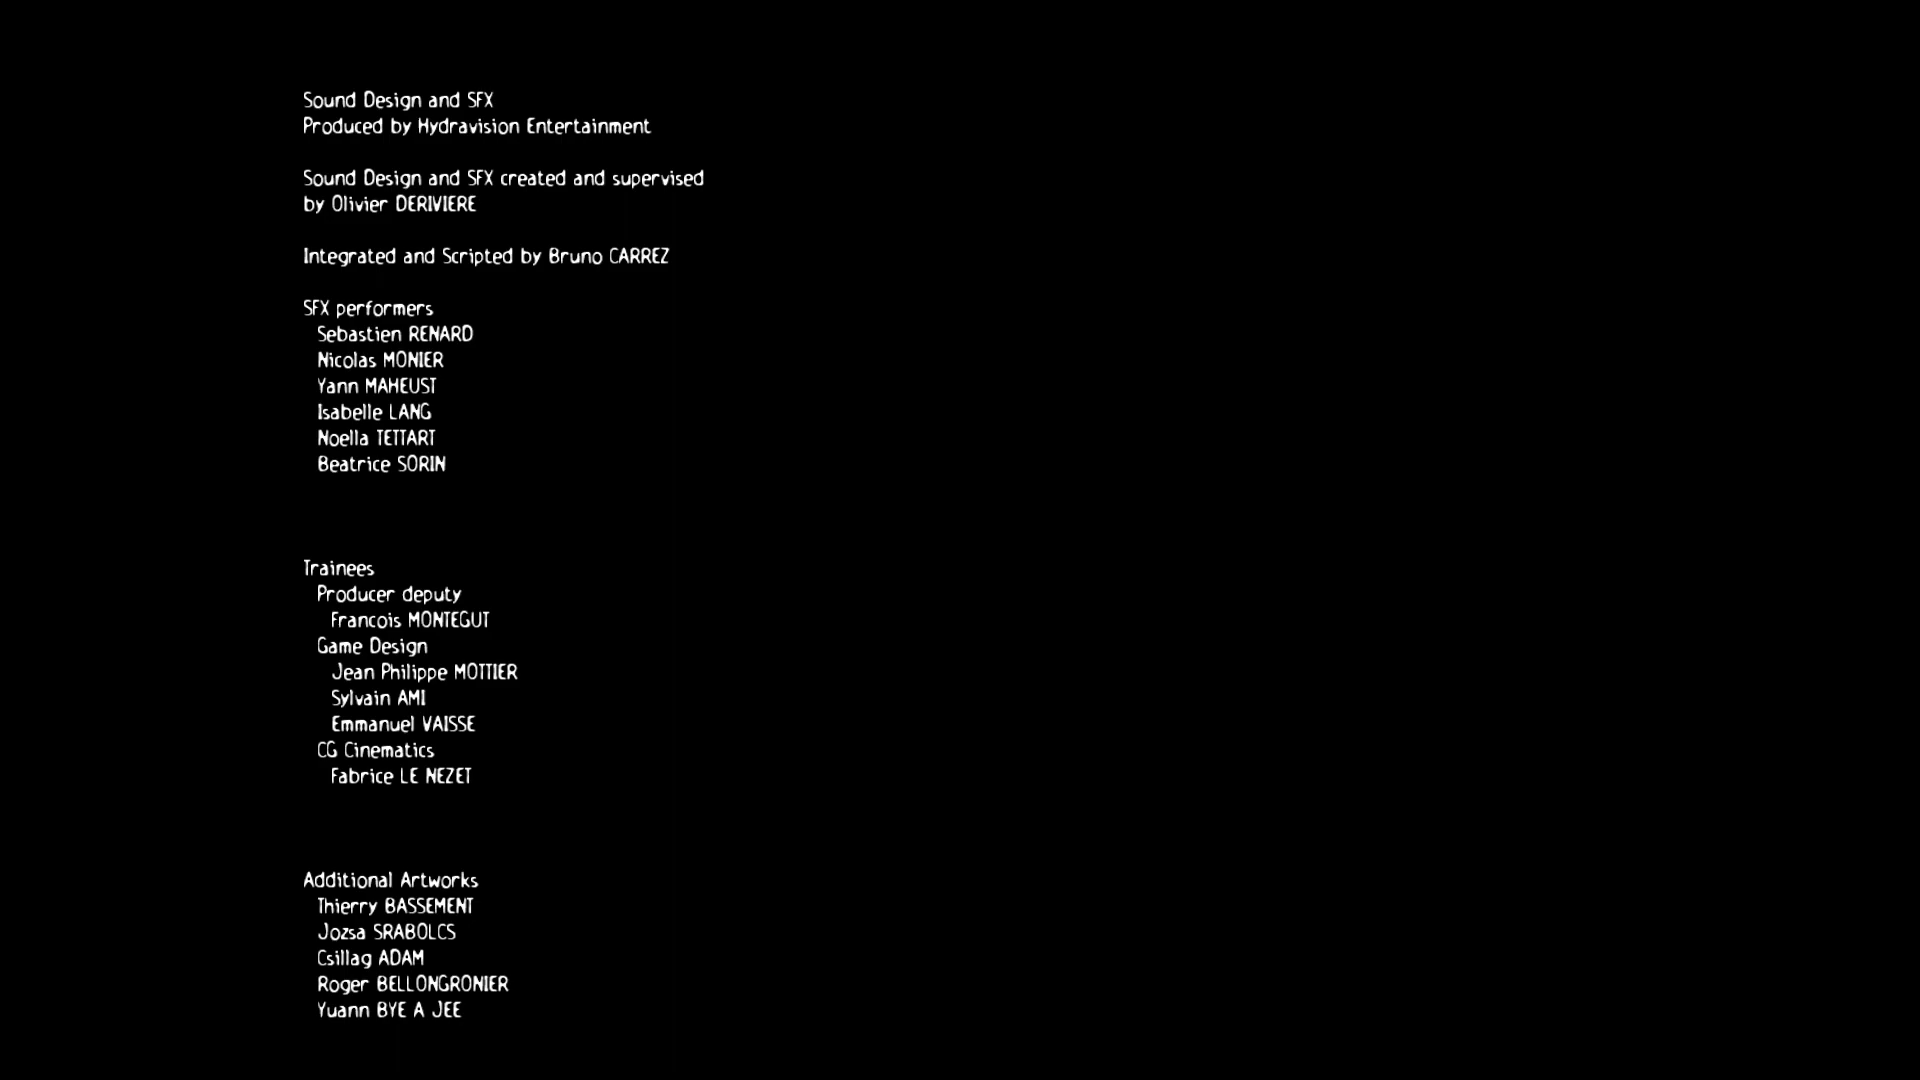 Sound Design and SFX
Produced by Hydravision Entertainment
Sound Design and SFX created and supervised
by Olivier DERIVIERE
Integrated and Scripted by Bruno CARREZ
SFX performers
Sebastien RENARD
Nicolas MONIER
Yann MAHEUST
Isabelle LANG
Noella TETTART
Beatrice SORIN
Trainees
Producer deputy
Francois MONTEGUT
Game Design
Jean Philippe MOTTIER
Sylvain AMI
Emmanuel VAISSE
CG Cinematics
Fabrice LE NEZET
Additional Artworks
Thierry BASSEMENT
Jozsa SRABOLCS
Csillag ADAM
Roger BELLONGRONIER
Yuann BYE A JEE